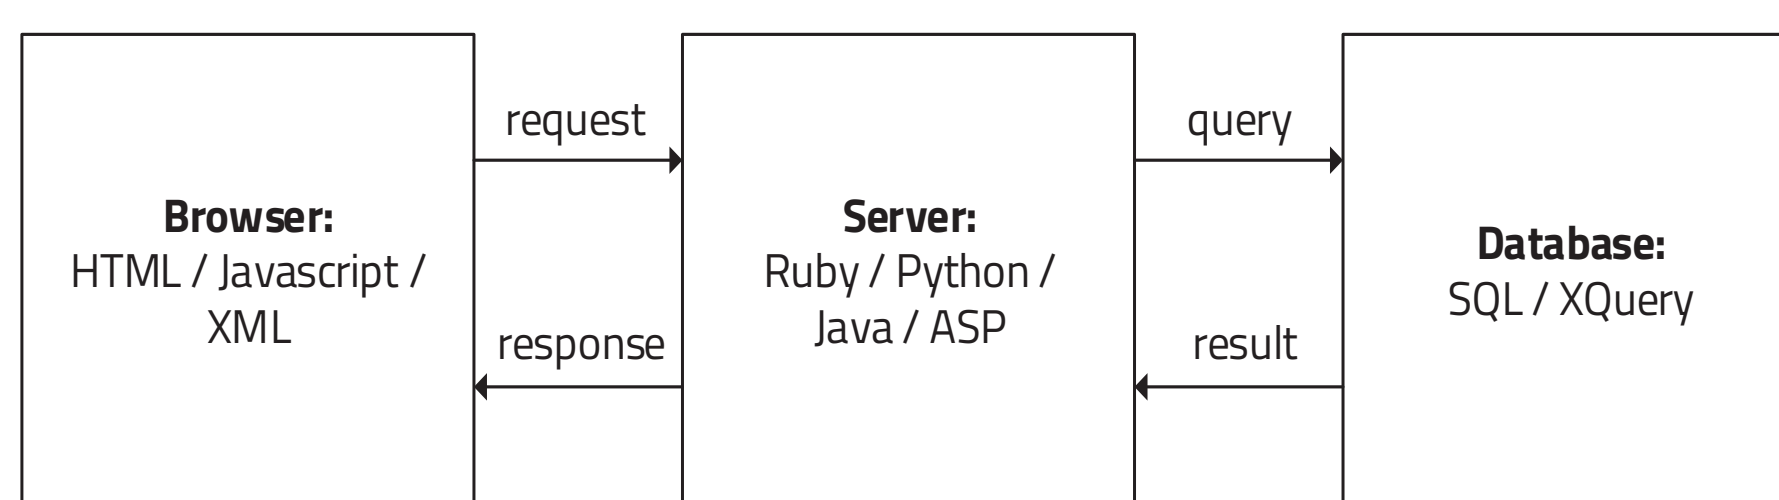 request
query
Browser:
HTML / Javascript /
XML
response
Server:
Ruby / Python /
Java / ASP
Database:
SQL / XQuery
result